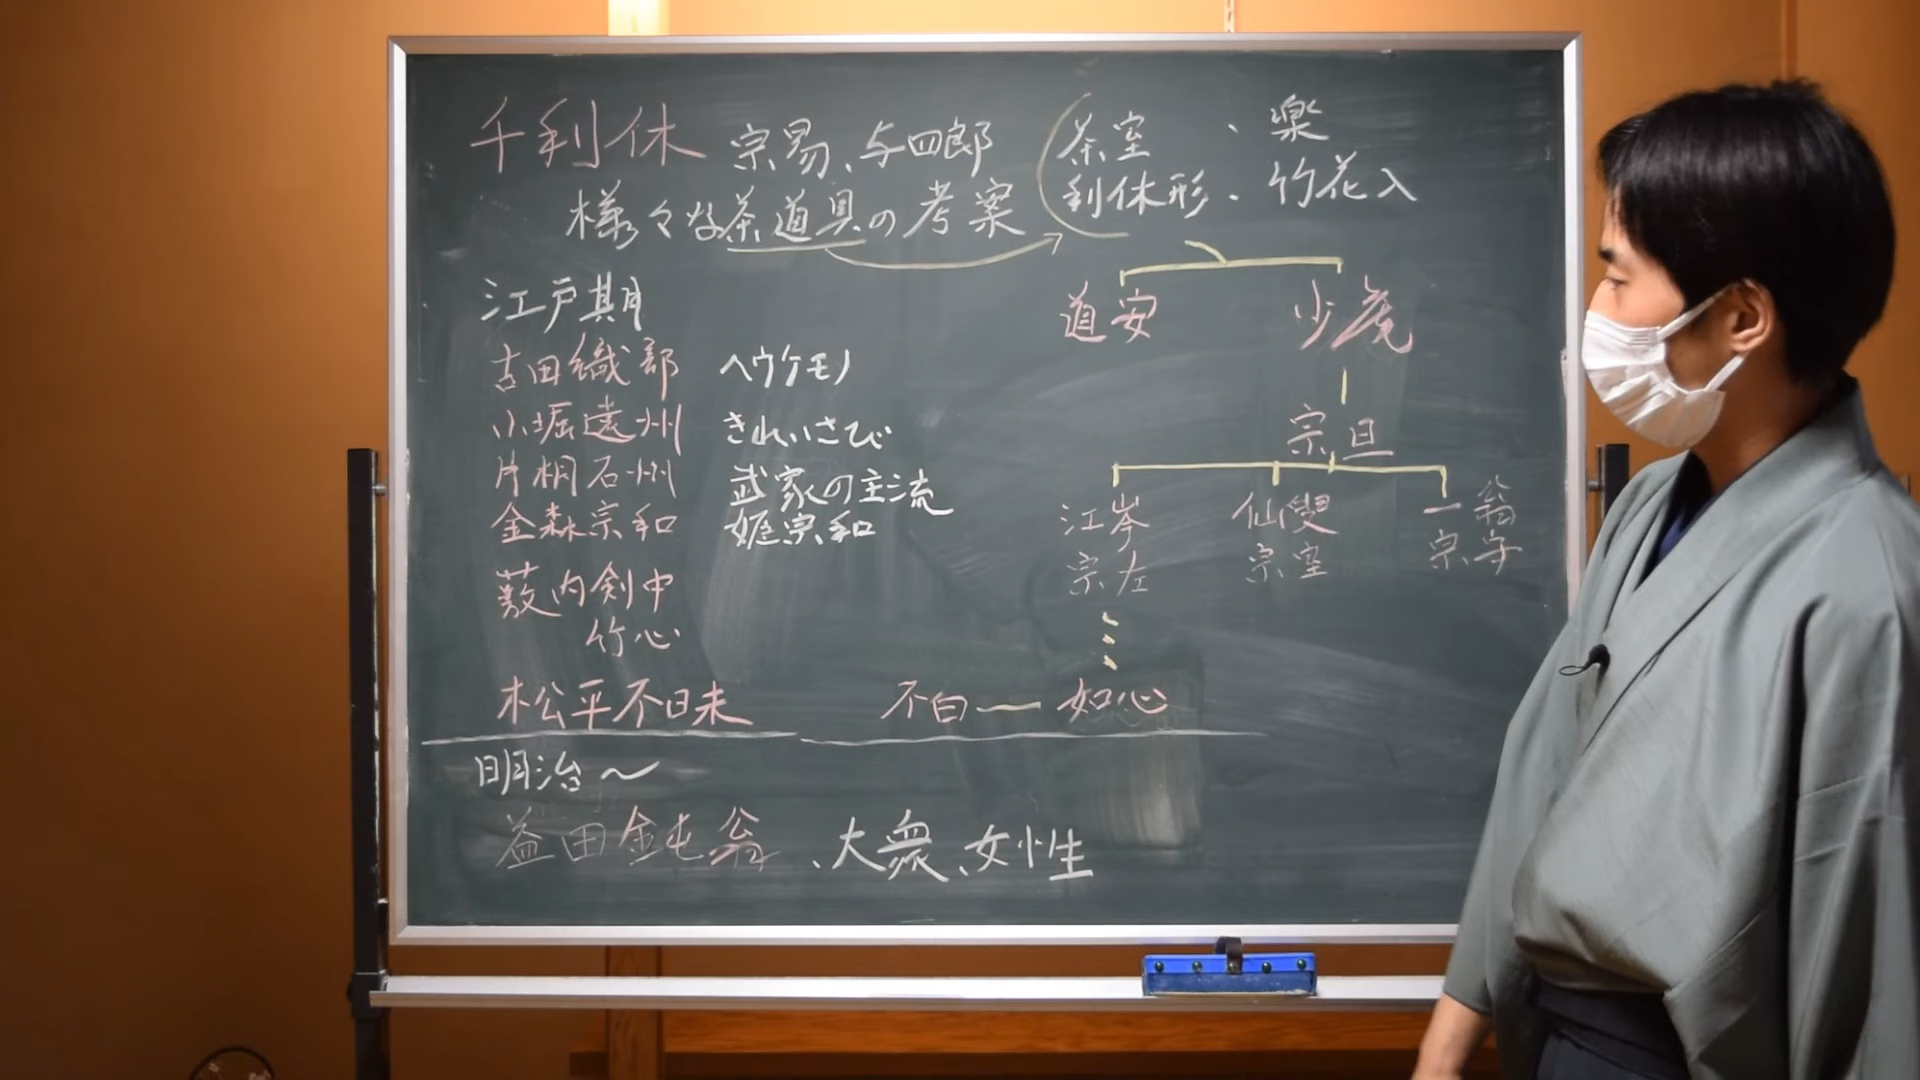 千利休 宗易、与四郎
様々な茶道具の考案
茶室、楽
利休形、竹花入
江戸期
古田織部 ヘウケモノ
小堀遠州 きれいさび
片桐石州 武家の主流
金森宗和 姫宗和
藪内剣中
竹心
松平不昧
道安 少庵
宗旦
江岑 仙叟 一翁
宗左 宗室 宗守
不白 ー 如心
明治〜
益田鈍翁、大衆、女性